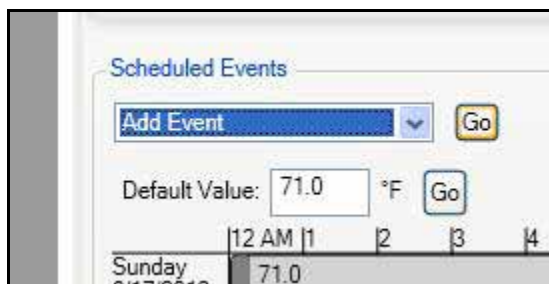 Scheduled Events
Add Event Go
Default Value: 71.0 °F Go
12 AM 1 2 3 4
Sunday 71.0